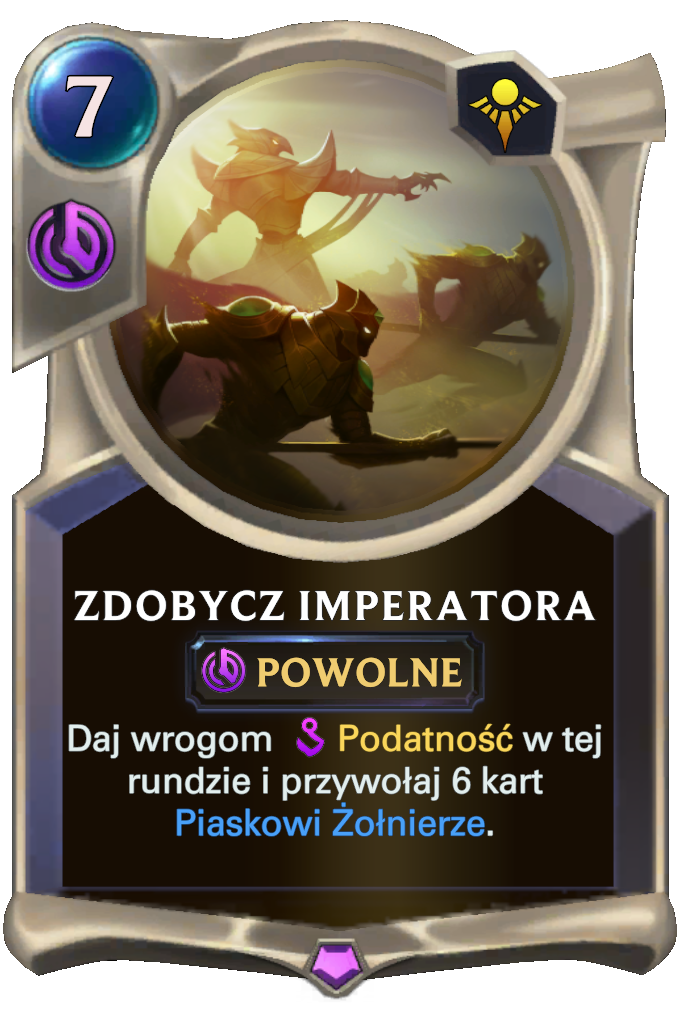 7
ZDOBYCZ IMPERATORA
POWOLNE
Daj wrogom Podatność w tej
rundzie i przywołaj 6 kart
Piaskowi Żołnierze.